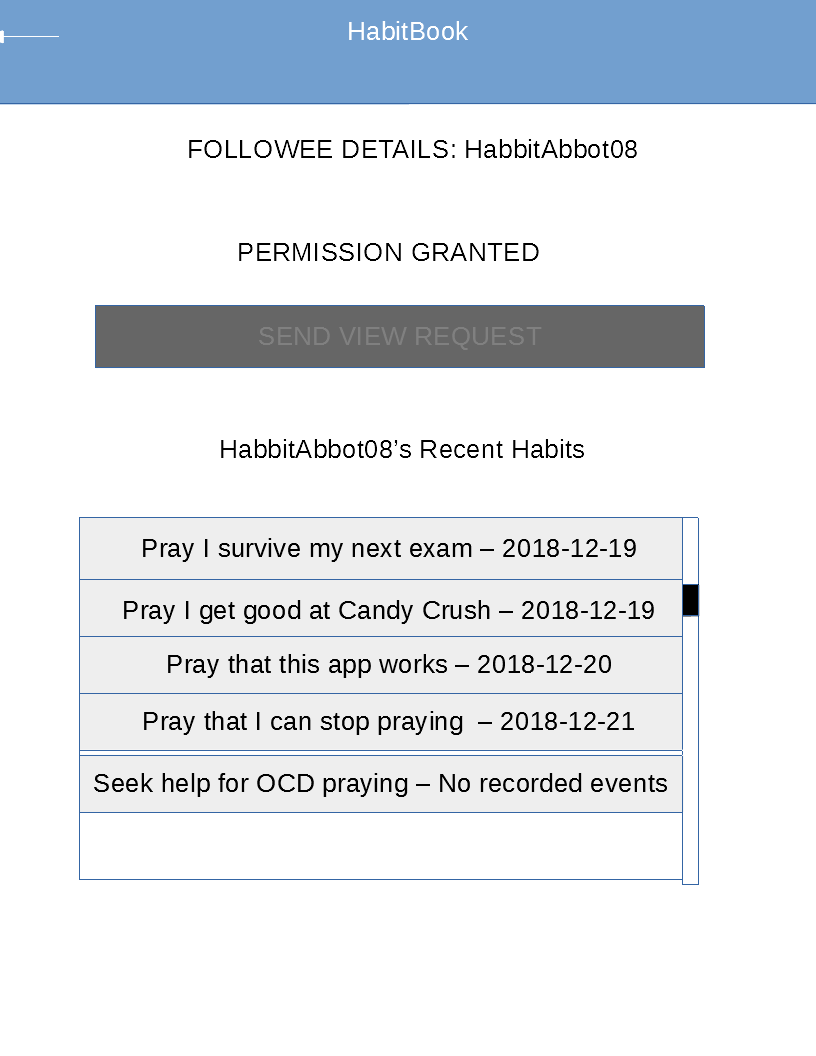 HabitBook
FOLLOWEE DETAILS: HabbitAbbot08
PERMISSION GRANTED
SEND VIEW REQUEST
HabbitAbbot08’s Recent Habits
Pray I survive my next exam – 2018-12-19
Pray I get good at Candy Crush – 2018-12-19
Pray that this app works – 2018-12-20
Pray that I can stop praying  – 2018-12-21
Seek help for OCD praying – No recorded events